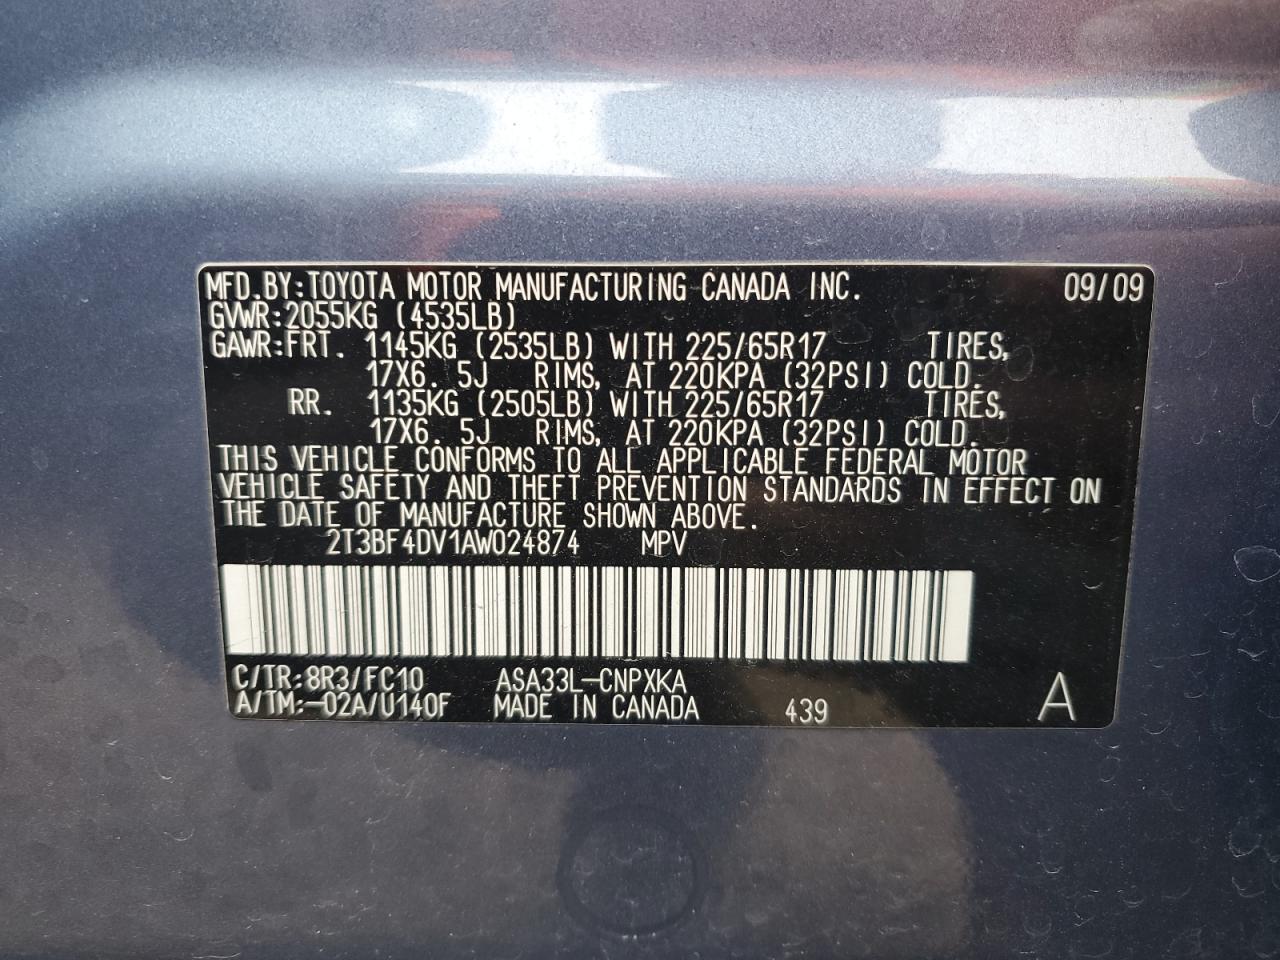 MFD.BY:TOYOTA MOTOR MANUFACTURING CANADA INC. 09/09
GVWR:2055KG (4535LB)
GAWR:FRT. 1145KG (2535LB) WITH 225/65R17 TIRES,
17X6. 5J RIMS, AT 220KPA (32PSI) COLD.
RR. 1135KG (2505LB) WITH 225/65R17 TIRES,
17X6. 5J RIMS, AT 220KPA (32PSI) COLD.
THIS VEHICLE CONFORMS TO ALL APPLICABLE FEDERAL MOTOR
VEHICLE SAFETY AND THEFT PREVENTION STANDARDS IN EFFECT ON
THE DATE OF MANUFACTURE SHOWN ABOVE.
2T3BF4DV1AW024874 MPV
C/TR:8R3/FC10 ASA33L-CNPXKA
A/TM:-02A/U140F MADE IN CANADA 439 A